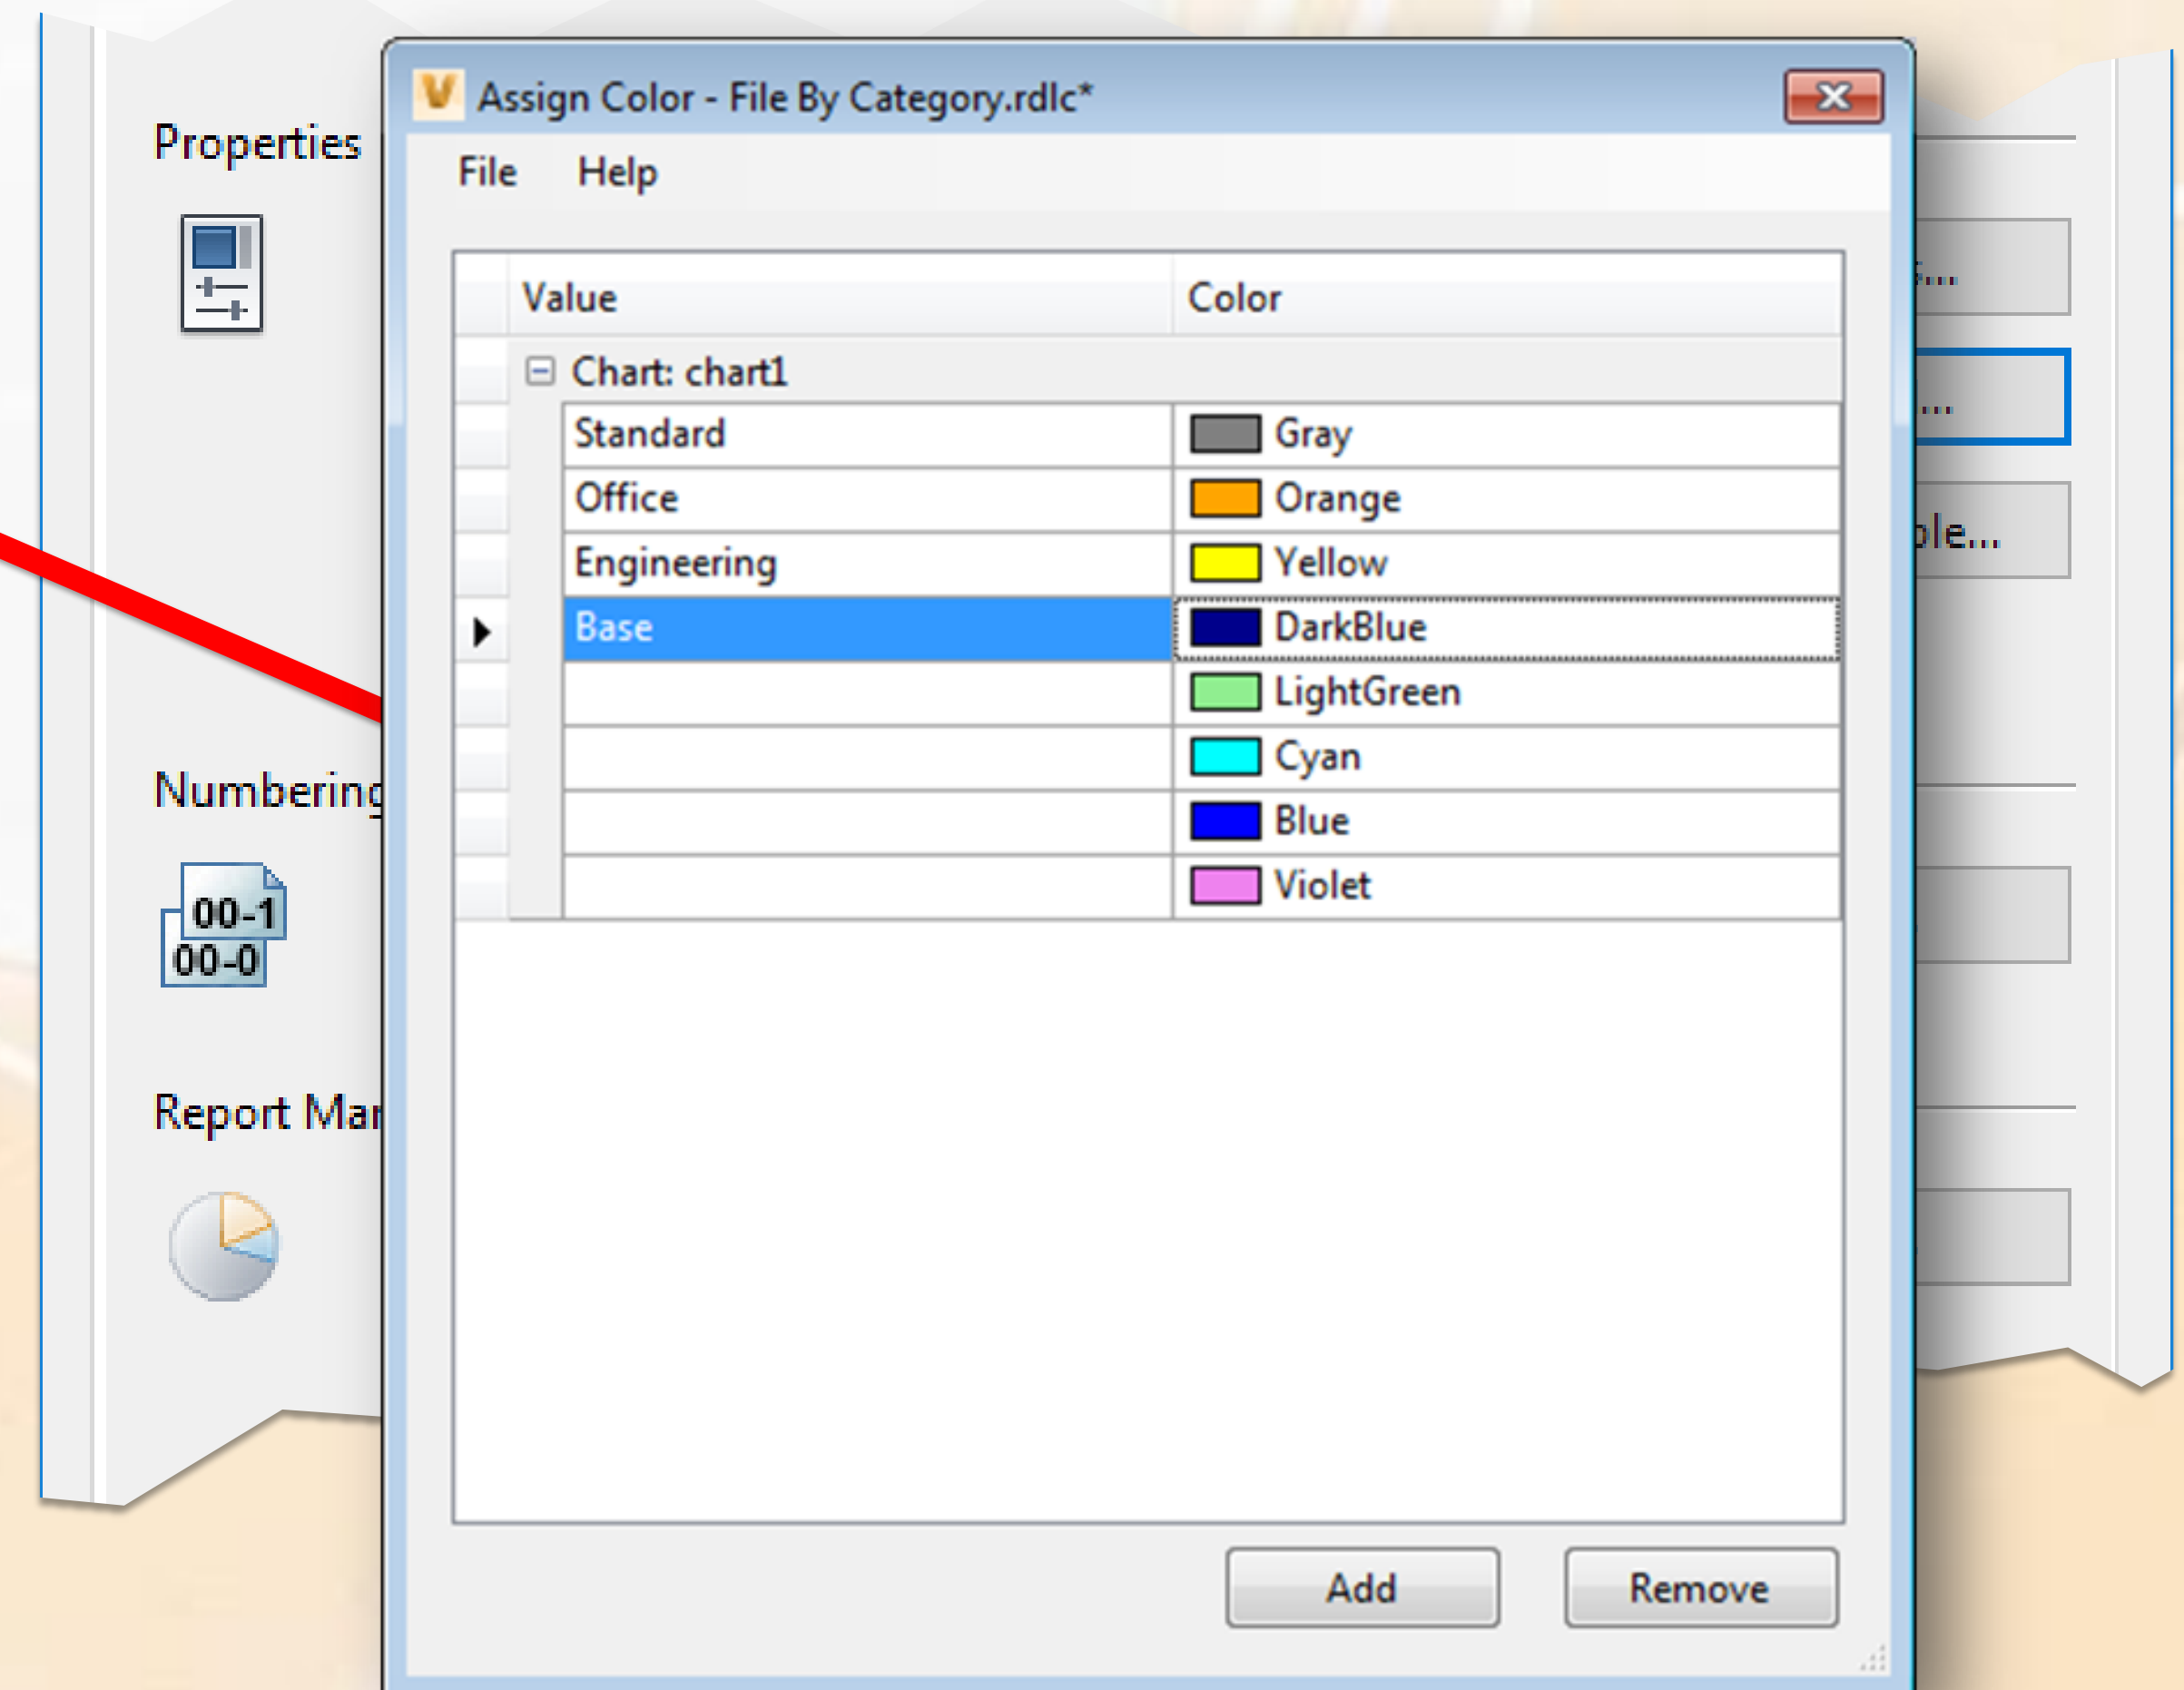 Assign Color - File By Category.rdlc*
File Help
Properties
Value Color
Chart: chart1
Standard Gray
Office Orange
Engineering Yellow
Base DarkBlue
LightGreen
Cyan
Blue
Violet
Numbering
00-1
00-0
Report
Add Remove